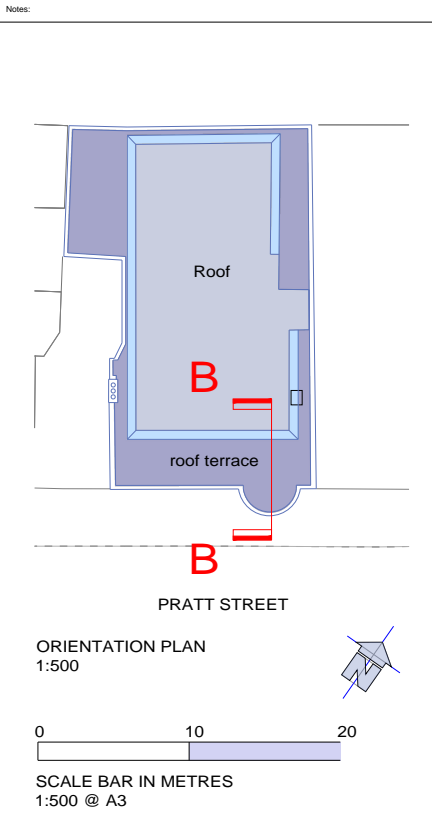 Notes:
Roof
B
roof terrace
B
PRATT STREET
ORIENTATION PLAN
1:500
N
0 10 20
SCALE BAR IN METRES
1:500 @ A3